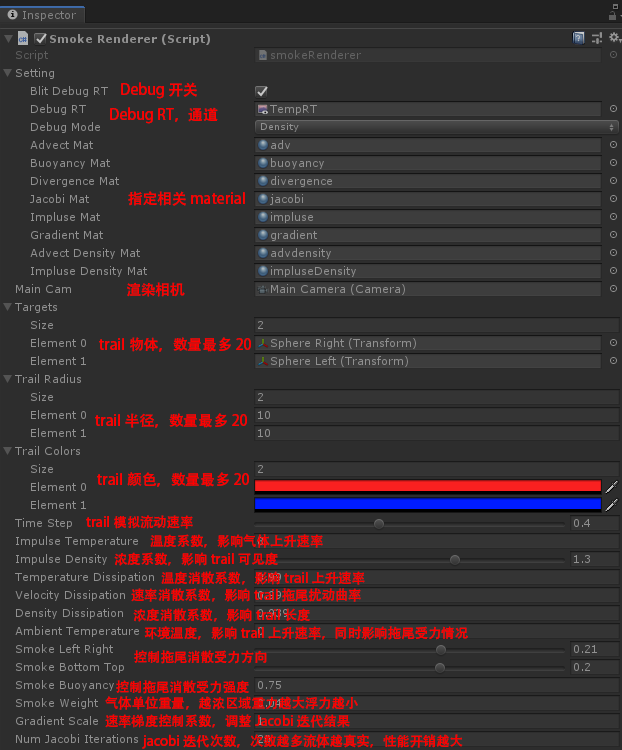 Inspector
Smoke Renderer (Script)
Script smokeRenderer
Setting
Blit Debug RT Debug 开关
Debug RT Debug RT，通道 TempRT
Debug Mode Density
Advect Mat adv
Buoyancy Mat buoyancy
Divergence Mat divergence
Jacobi Mat 指定相关 material jacobi
Impluse Mat impluse
Gradient Mat gradient
Advect Density Mat advdensity
Impluse Density Mat impluseDensity
Main Cam 渲染相机 Main Camera (Camera)
Targets
Size 2
Element 0 trail 物体，数量最多 20 Sphere Right (Transform)
Element 1 Sphere Left (Transform)
Trail Radius
Size 2
Element 0 trail 半径，数量最多 20 10
Element 1 10
Trail Colors
Size 2
Element 0 trail 颜色，数量最多 20
Element 1
Time Step trail 模拟流动速率 0.4
Impulse Temperature 温度系数，影响气体上升速率
Impulse Density 浓度系数，影响 trail 可见度 1.3
Temperature Dissipation 温度消散系数，影响 trail 上升速率
Velocity Dissipation 速率消散系数，影响 trail 拖尾扰动曲率
Density Dissipation 浓度消散系数，影响 trail 长度 0.939
Ambient Temperature 环境温度，影响 trail 上升速率，同时影响拖尾受力情况
Smoke Left Right 控制拖尾消散受力方向 0.21
Smoke Bottom Top 0.2
Smoke Buoyancy 控制拖尾消散受力强度 0.75
Smoke Weight 气体单位重量，越浓区域重力越大浮力越小
Gradient Scale 速率梯度控制系数，调整 Jacobi 迭代结果
Num Jacobi Iterations jacobi 迭代次数，次数越多流体越真实，性能开销越大